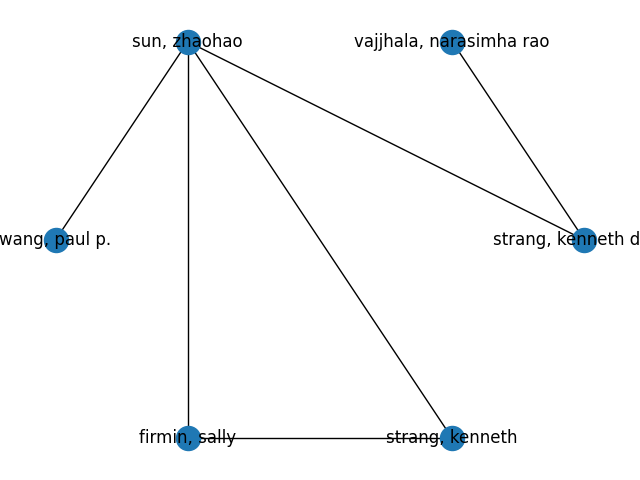 sun, zhaohao
vajjhala, narasimha rao
wang, paul p.
strang, kenneth d
firmin, sally
strang, kenneth